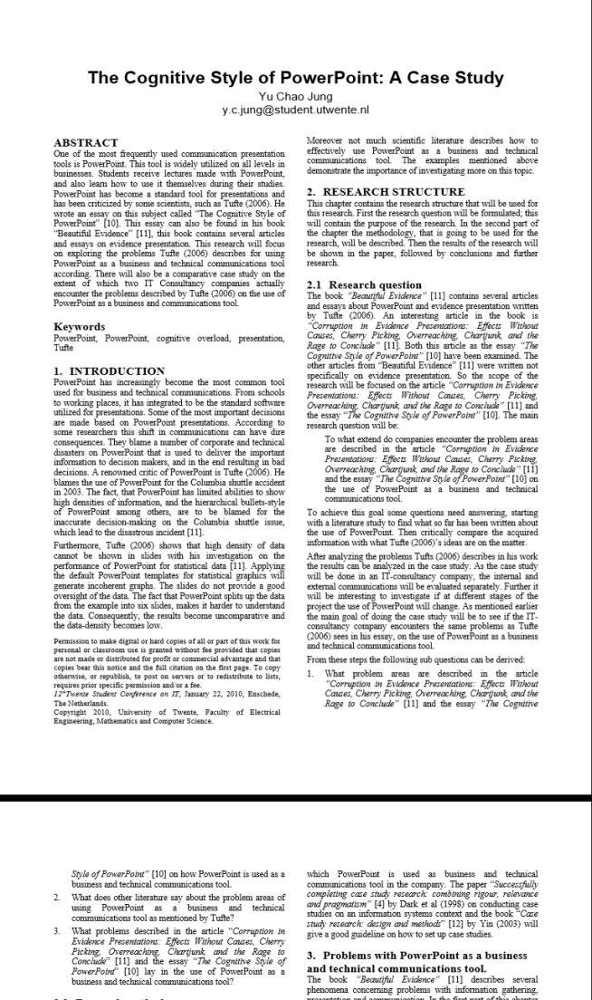 The Cognitive Style of PowerPoint: A Case Study
Yu Chao Jung
y.c.jung@student.utwente.nl
ABSTRACT
One of the most frequently used communication presentation
tools is PowerPoint. This tool is widely utilized on all levels in
businesses. Students receive lectures made with PowerPoint,
and also learn how to use it themselves during their studies.
PowerPoint has become a standard tool for presentations and
has been criticized by some scientists, such as Tufte (2006). He
wrote an essay on this subject called “The Cognitive Style of
PowerPoint” [10]. This essay can also be found in his book
“Beautiful Evidence” [11], this book contains several articles
and essays on evidence presentation. This research will focus
on exploring the problems Tufte (2006) describes for using
PowerPoint as a business and technical communications tool
according. There will also be a comparative case study on the
extent of which two IT Consultancy companies actually
encounter the problems described by Tufte (2006) on the use of
PowerPoint as a business and communications tool.
Keywords
PowerPoint, PowerPoint, cognitive overload, presentation,
Tufte
1. INTRODUCTION
PowerPoint has increasingly become the most common tool
used for business and technical communications. From schools
to working places, it has integrated to be the standard software
utilized for presentations. Some of the most important decisions
are made based on PowerPoint presentations. According to
some researchers this shift in communications can have dire
consequences. They blame a number of corporate and technical
disasters on PowerPoint that is used to deliver the important
information to decision makers, and in the end resulting in bad
decisions. A renowned critic of PowerPoint is Tufte (2006). He
blames the use of PowerPoint for the Columbia shuttle accident
in 2003. The fact, that PowerPoint has limited abilities to show
high densities of information, and the hierarchical bullets-style
of PowerPoint among others, are to be blamed for the
inaccurate decision-making on the Columbia shuttle issue,
which lead to the disastrous incident [11].
Furthermore, Tufte (2006) shows that high density of data
cannot be shown in slides with his investigation on the
performance of PowerPoint for statistical data [11]. Applying
the default PowerPoint templates for statistical graphics will
generate incoherent graphs. The slides do not provide a good
oversight of the data. The fact that PowerPoint splits up the data
from the example into six slides, makes it harder to understand
the data. Consequently, the results become uncomparative and
the data-density becomes low.
Permission to make digital or hard copies of all or part of this work for
personal or classroom use is granted without fee provided that copies
are not made or distributed for profit or commercial advantage and that
copies bear this notice and the full citation on the first page. To copy
otherwise, or republish, to post on servers or to redistribute to lists,
requires prior specific permission and/or a fee.
12thTwente Student Conference on IT, January 22, 2010, Enschede,
The Netherlands.
Copyright 2010, University of Twente, Faculty of Electrical
Engineering, Mathematics and Computer Science.
Moreover not much scientific literature describes how to
effectively use PowerPoint as a business and technical
communications tool. The examples mentioned above
demonstrate the importance of investigating more on this topic.
2. RESEARCH STRUCTURE
This chapter contains the research structure that will be used for
this research. First the research question will be formulated; this
will contain the purpose of the research. In the second part of
the chapter the methodology, that is going to be used for the
research, will be described. Then the results of the research will
be shown in the paper, followed by conclusions and further
research.
2.1 Research question
The book “Beautiful Evidence” [11] contains several articles
and essays about PowerPoint and evidence presentation written
by Tufte (2006). An interesting article in the book is
“Corruption in Evidence Presentations: Effects Without
Causes, Cherry Picking, Overreaching, Chartjunk, and the
Rage to Conclude” [11]. Both this article as the essay “The
Cognitive Style of PowerPoint” [10] have been examined. The
other articles from “Beautiful Evidence” [11] were written not
specifically on evidence presentation. So the scope of the
research will be focused on the article “Corruption in Evidence
Presentations: Effects Without Causes, Cherry Picking,
Overreaching, Chartjunk, and the Rage to Conclude” [11] and
the essay “The Cognitive Style of PowerPoint” [10]. The main
research question will be:
To what extend do companies encounter the problem areas
are described in the article “Corruption in Evidence
Presentations: Effects Without Causes, Cherry Picking,
Overreaching, Chartjunk, and the Rage to Conclude” [11]
and the essay “The Cognitive Style of PowerPoint” [10] on
the use of PowerPoint as a business and technical
communications tool.
To achieve this goal some questions need answering, starting
with a literature study to find what so far has been written about
the use of PowerPoint. Then critically compare the acquired
information with what Tufte (2006)’s ideas are on the matter.
After analyzing the problems Tufts (2006) describes in his work
the results can be analyzed in the case study. As the case study
will be done in an IT-consultancy company, the internal and
external communications will be evaluated separately. Further it
will be interesting to investigate if at different stages of the
project the use of PowerPoint will change. As mentioned earlier
the main goal of doing the case study will be to see if the IT-
consultancy company encounters the same problems as Tufte
(2006) sees in his essay, on the use of PowerPoint as a business
and technical communications tool.
From these steps the following sub questions can be derived:
1. What problem areas are described in the article
“Corruption in Evidence Presentations: Effects Without
Causes, Cherry Picking, Overreaching, Chartjunk, and the
Rage to Conclude” [11] and the essay “The Cognitive
Style of PowerPoint” [10] on how PowerPoint is used as a
business and technical communications tool.
2. What does other literature say about the problem areas of
using PowerPoint as a business and technical
communications tool as mentioned by Tufte?
3. What problems described in the article “Corruption in
Evidence Presentations: Effects Without Causes, Cherry
Picking, Overreaching, Chartjunk, and the Rage to
Conclude” [11] and the essay “The Cognitive Style of
PowerPoint” [10] lay in the use of PowerPoint as a
business and technical communications tool?
which PowerPoint is used as business and technical
communications tool in the company. The paper “Successfully
completing case study research: combining rigour, relevance
and pragmatism” [4] by Dark et al (1998) on conducting case
studies on an information systems context and the book “Case
study research: design and methods” [12] by Yin (2003) will
give a good guideline on how to set up case studies.
3. Problems with PowerPoint as a business
and technical communications tool.
The book “Beautiful Evidence” [11] describes several
phenomena concerning problems with information gathering,